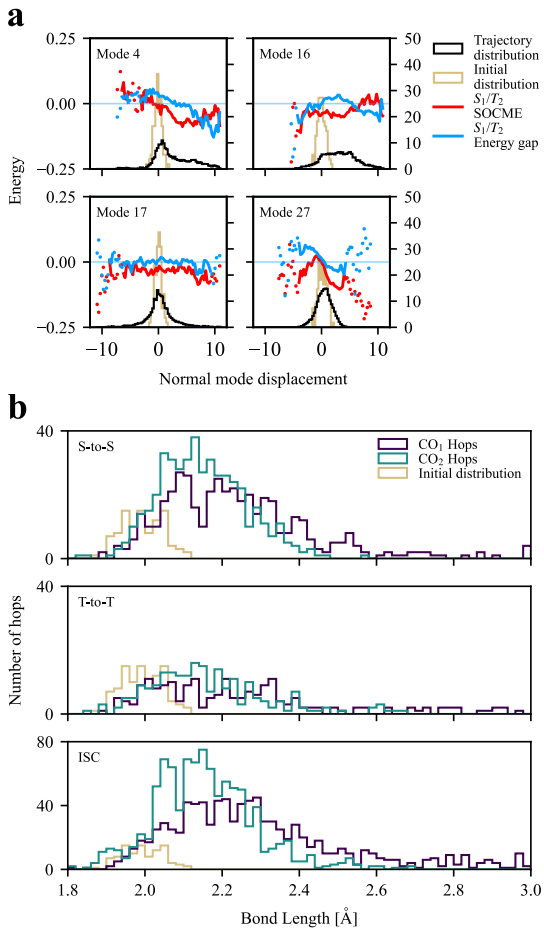 a
0.25
0.00
−0.25
Mode 4
Mode 16
50
40
30
20
10
0
Trajectory
distribution
Initial
distribution
S₁/T₂
SOCME
S₁/T₂
Energy gap
Energy
0.25
0.00
−0.25
Mode 17
Mode 27
50
40
30
20
10
0
−10 0 10
−10 0 10
Normal mode displacement
b
40
0
S-to-S
CO₁ Hops
CO₂ Hops
Initial distribution
Number of hops
40
0
T-to-T
80
40
0
ISC
1.8 2.0 2.2 2.4 2.6 2.8 3.0
Bond Length [Å]